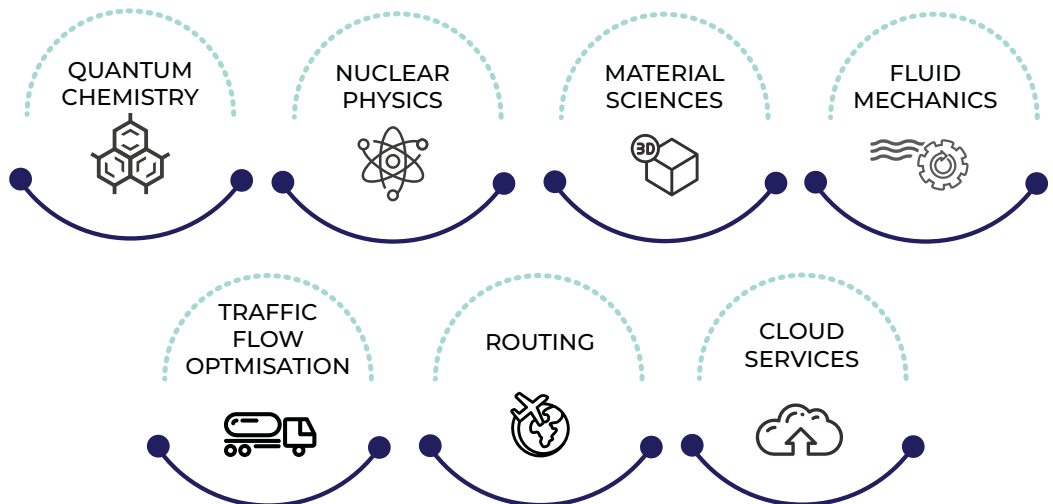 QUANTUM
CHEMISTRY
NUCLEAR
PHYSICS
MATERIAL
SCIENCES
3D
FLUID
MECHANICS
TRAFFIC
FLOW
OPTMISATION
ROUTING
CLOUD
SERVICES